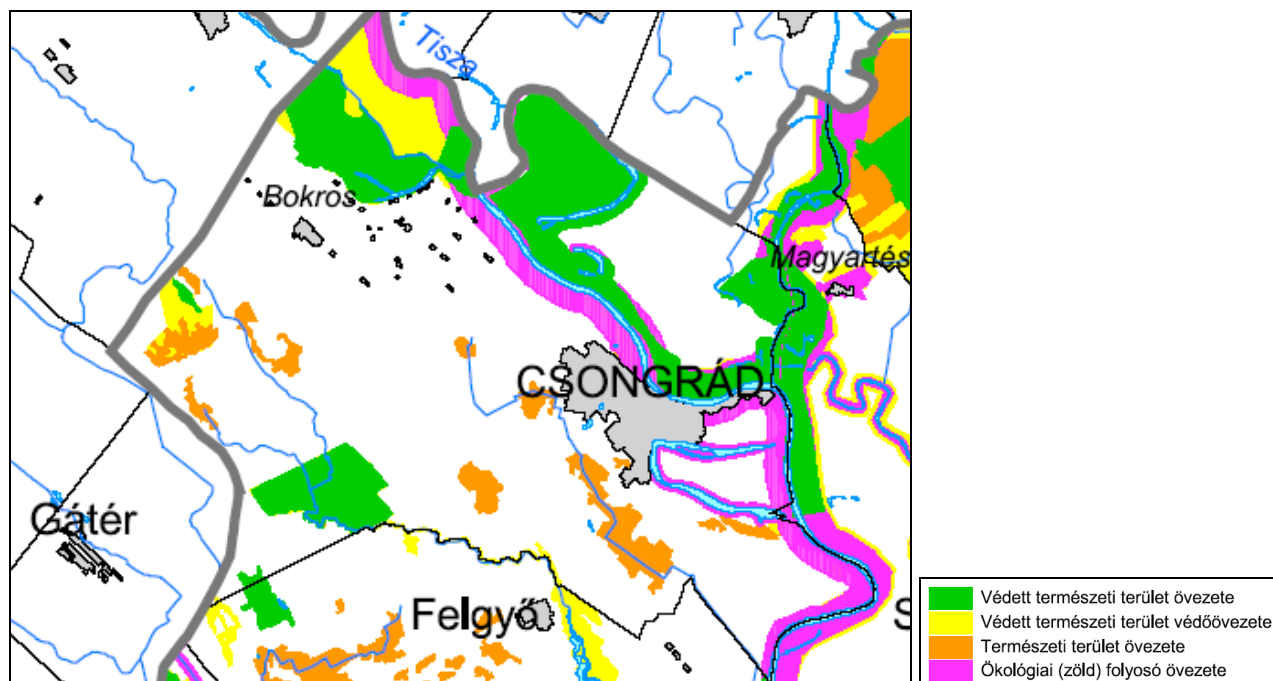 Tisza
Bokros
Magyartés
CSONGRÁD
Gátér
Felgyő
S
Védett természeti terület övezete
Védett természeti terület védőövezete
Természeti terület övezete
Ökológiai (zöld) folyosó övezete